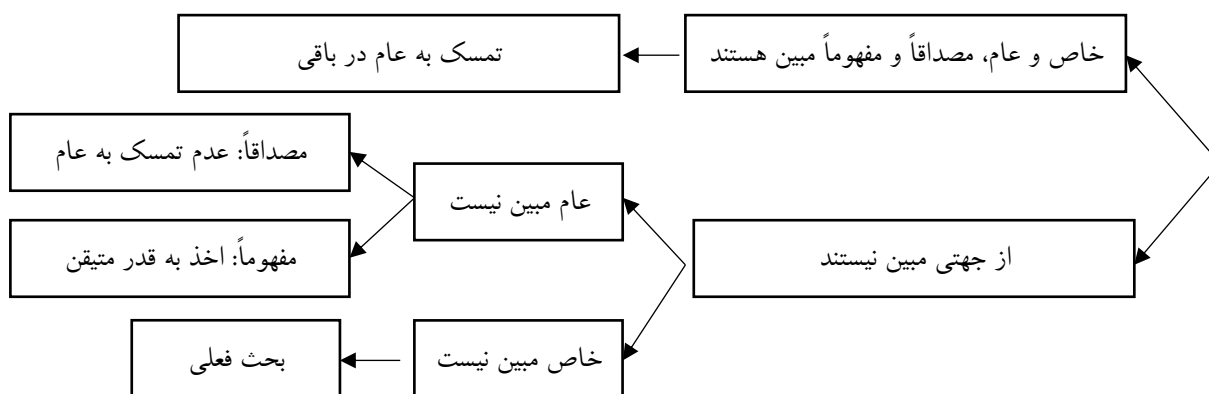 خاص و عام، مصداقاً و مفهوماً مبین هستند
تمسک به عام در باقی
از جهتی مبین نیستند
عام مبین نیست
مصداقاً: عدم تمسک به عام
مفهوماً: اخذ به قدر متیقن
خاص مبین نیست
بحث فعلی